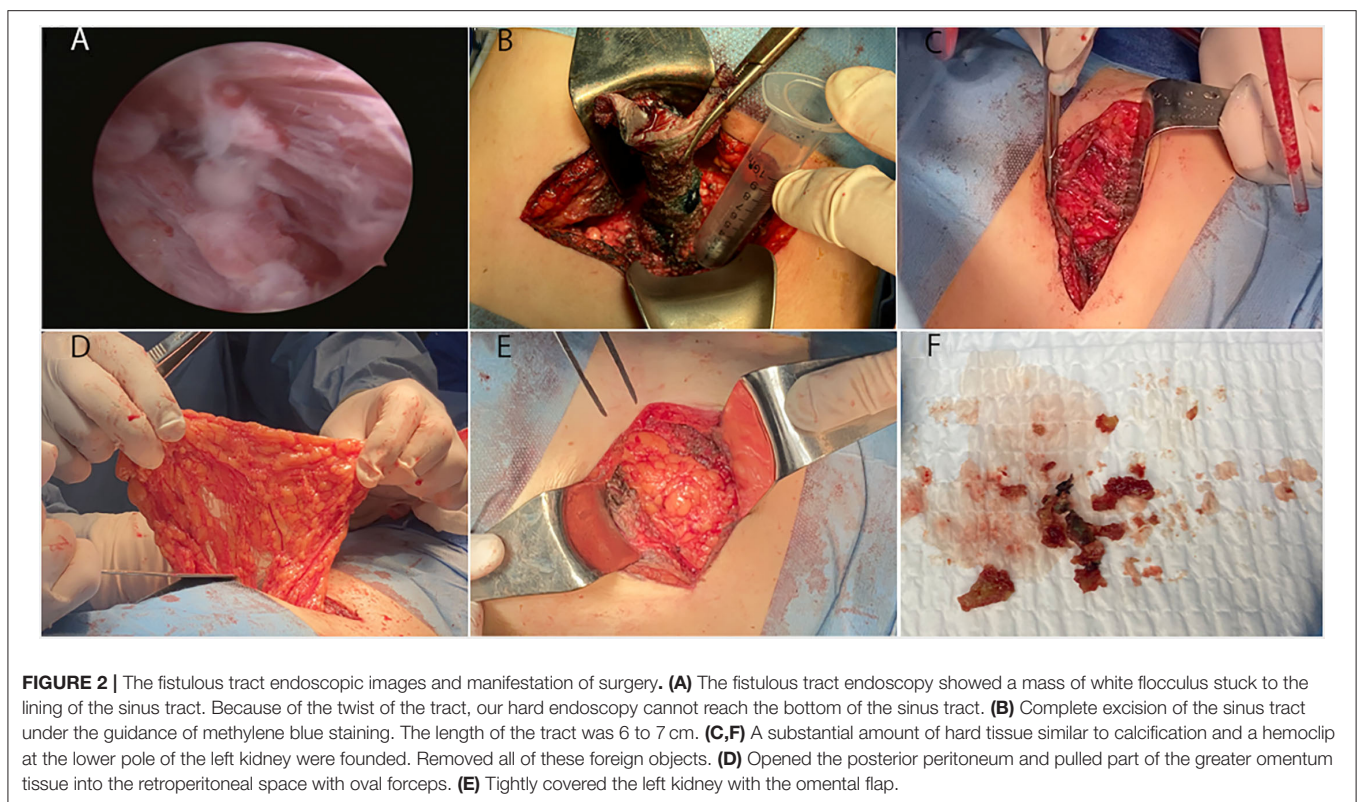 A
B
C
D
E
F
FIGURE 2 | The fistulous tract endoscopic images and manifestation of surgery. (A) The fistulous tract endoscopy showed a mass of white flocculus stuck to the
lining of the sinus tract. Because of the twist of the tract, our hard endoscopy cannot reach the bottom of the sinus tract. (B) Complete excision of the sinus tract
under the guidance of methylene blue staining. The length of the tract was 6 to 7 cm. (C,F) A substantial amount of hard tissue similar to calcification and a hemoclip
at the lower pole of the left kidney were founded. Removed all of these foreign objects. (D) Opened the posterior peritoneum and pulled part of the greater omentum
tissue into the retroperitoneal space with oval forceps. (E) Tightly covered the left kidney with the omental flap.